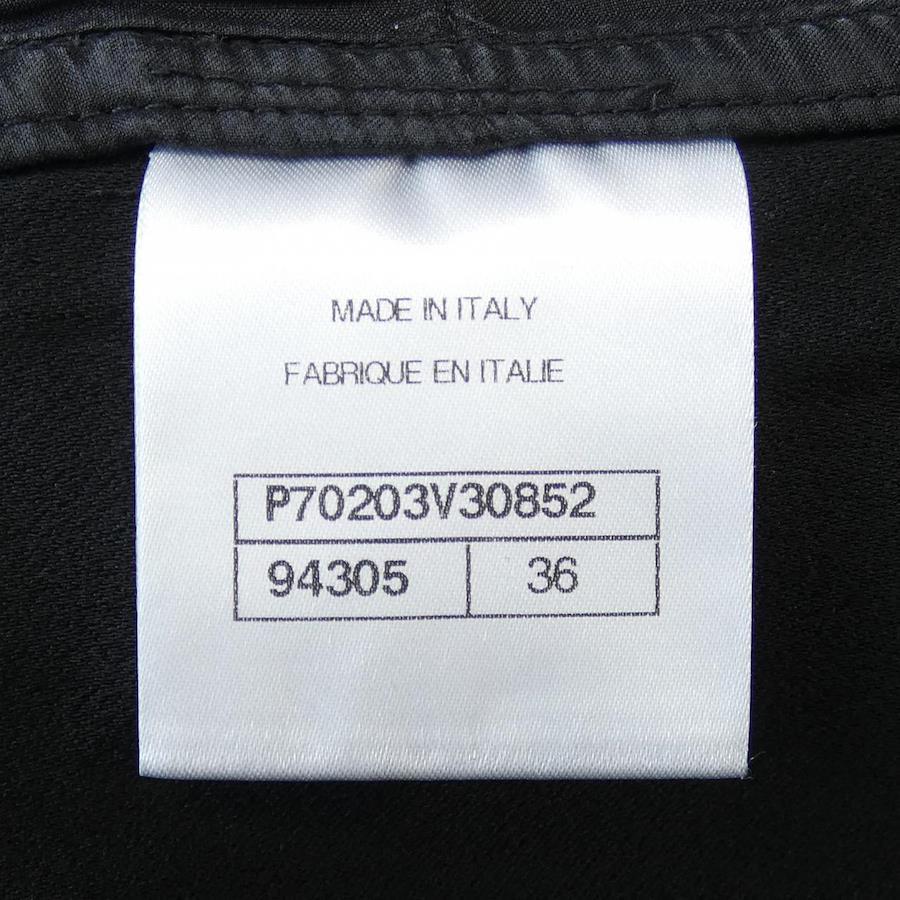 MADE IN ITALY
FABRIQUE EN ITALIE
P70203V30852
94305 36